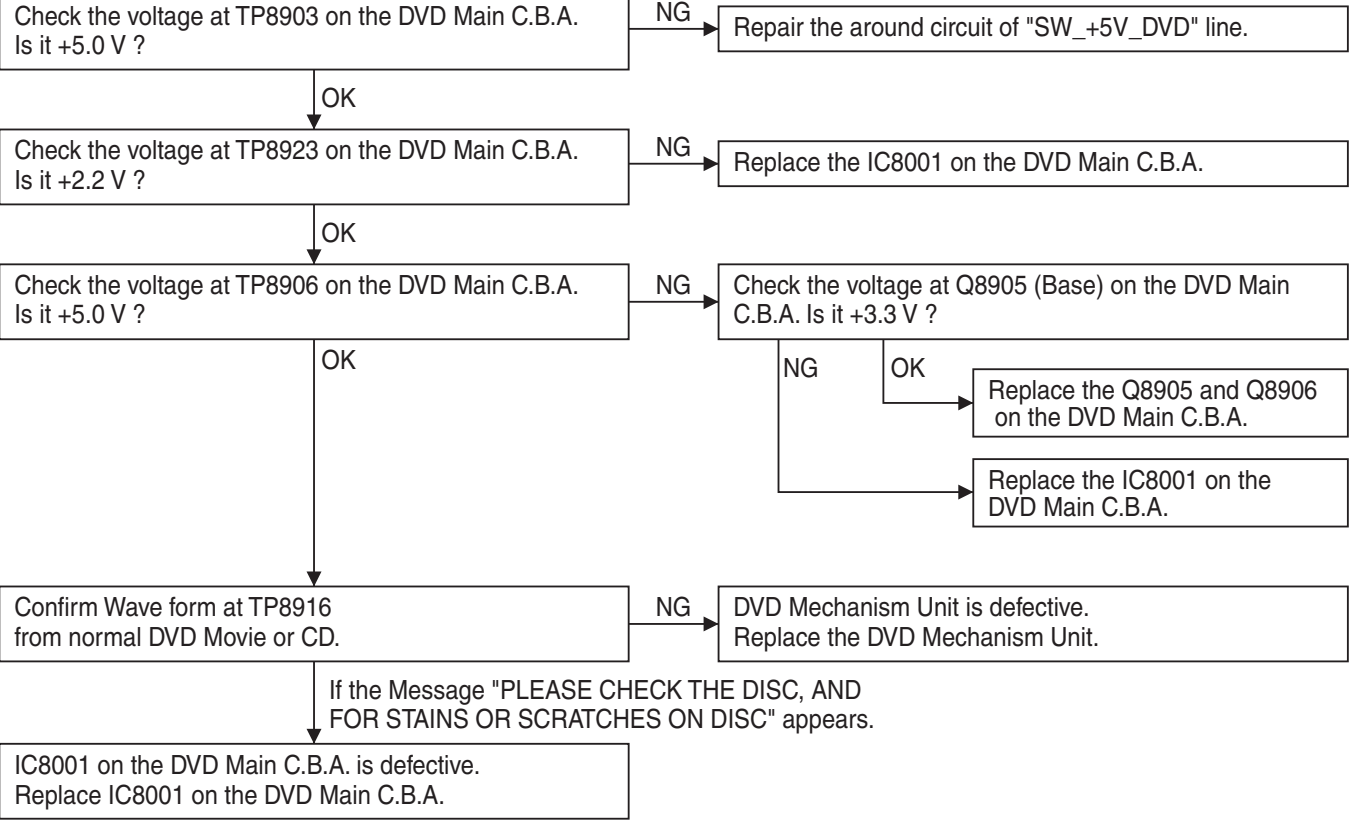 Check the voltage at TP8903 on the DVD Main C.B.A.
Is it +5.0 V ?
NG
Repair the around circuit of "SW_+5V_DVD" line.
OK
Check the voltage at TP8923 on the DVD Main C.B.A.
Is it +2.2 V ?
NG
Replace the IC8001 on the DVD Main C.B.A.
OK
Check the voltage at TP8906 on the DVD Main C.B.A.
Is it +5.0 V ?
NG
Check the voltage at Q8905 (Base) on the DVD Main
C.B.A. Is it +3.3 V ?
OK
NG
OK
Replace the Q8905 and Q8906
on the DVD Main C.B.A.
Replace the IC8001 on the
DVD Main C.B.A.
Confirm Wave form at TP8916
from normal DVD Movie or CD.
NG
DVD Mechanism Unit is defective.
Replace the DVD Mechanism Unit.
If the Message "PLEASE CHECK THE DISC, AND
FOR STAINS OR SCRATCHES ON DISC" appears.
IC8001 on the DVD Main C.B.A. is defective.
Replace IC8001 on the DVD Main C.B.A.